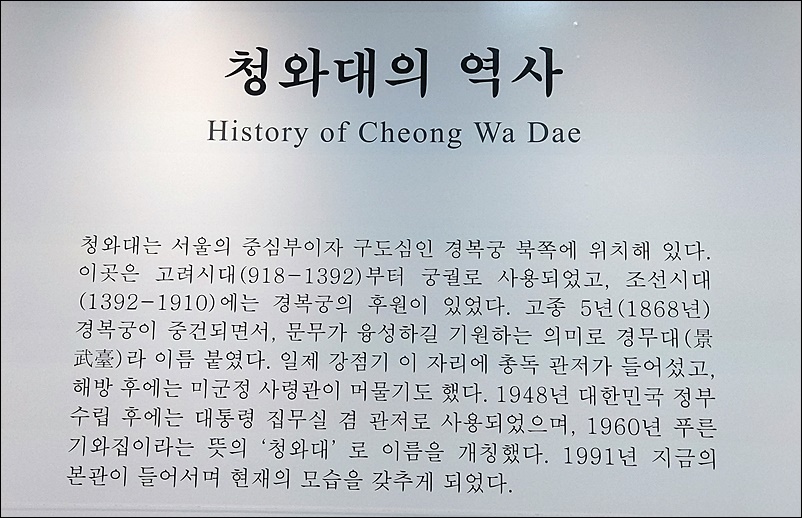 청와대의 역사
History of Cheong Wa Dae
청와대는 서울의 중심부이자 구도심인 경복궁 북쪽에 위치해 있다.
이곳은 고려시대(918-1392)부터 궁궐로 사용되었고, 조선시대
(1392-1910)에는 경복궁의 후원이 있었다. 고종 5년(1868년)
경복궁이 중건되면서, 문무가 융성하길 기원하는 의미로 경무대(景
武臺)라 이름 붙였다. 일제 강점기 이 자리에 총독 관저가 들어섰고,
해방 후에는 미군정 사령관이 머물기도 했다. 1948년 대한민국 정부
수립 후에는 대통령 집무실 겸 관저로 사용되었으며, 1960년 푸른
기와집이라는 뜻의 ‘청와대’ 로 이름을 개칭했다. 1991년 지금의
본관이 들어서며 현재의 모습을 갖추게 되었다.